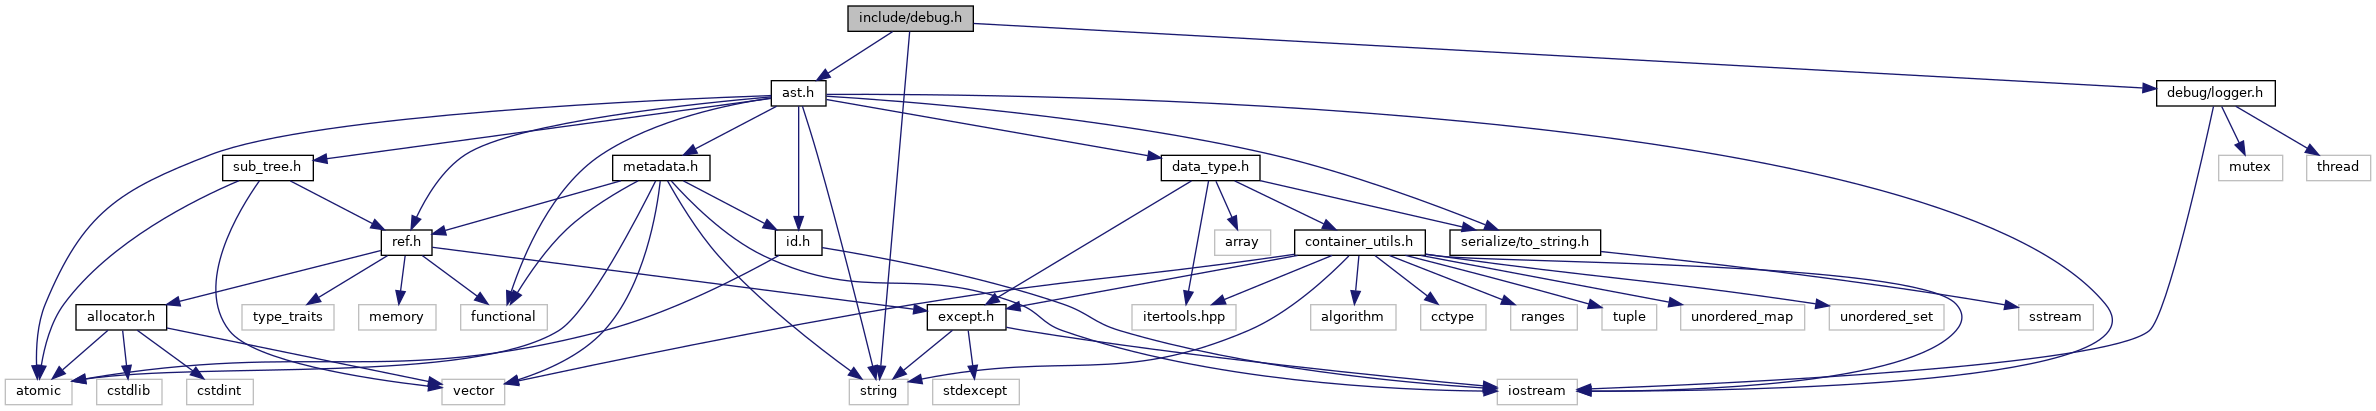 include/debug.h
ast.h
debug/logger.h
sub_tree.h
metadata.h
data_type.h
mutex
thread
ref.h
id.h
array
container_utils.h
serialize/to_string.h
allocator.h
type_traits
memory
functional
except.h
itertools.hpp
algorithm
cctype
ranges
tuple
unordered_map
unordered_set
sstream
atomic
cstdlib
cstdint
vector
string
stdexcept
iostream